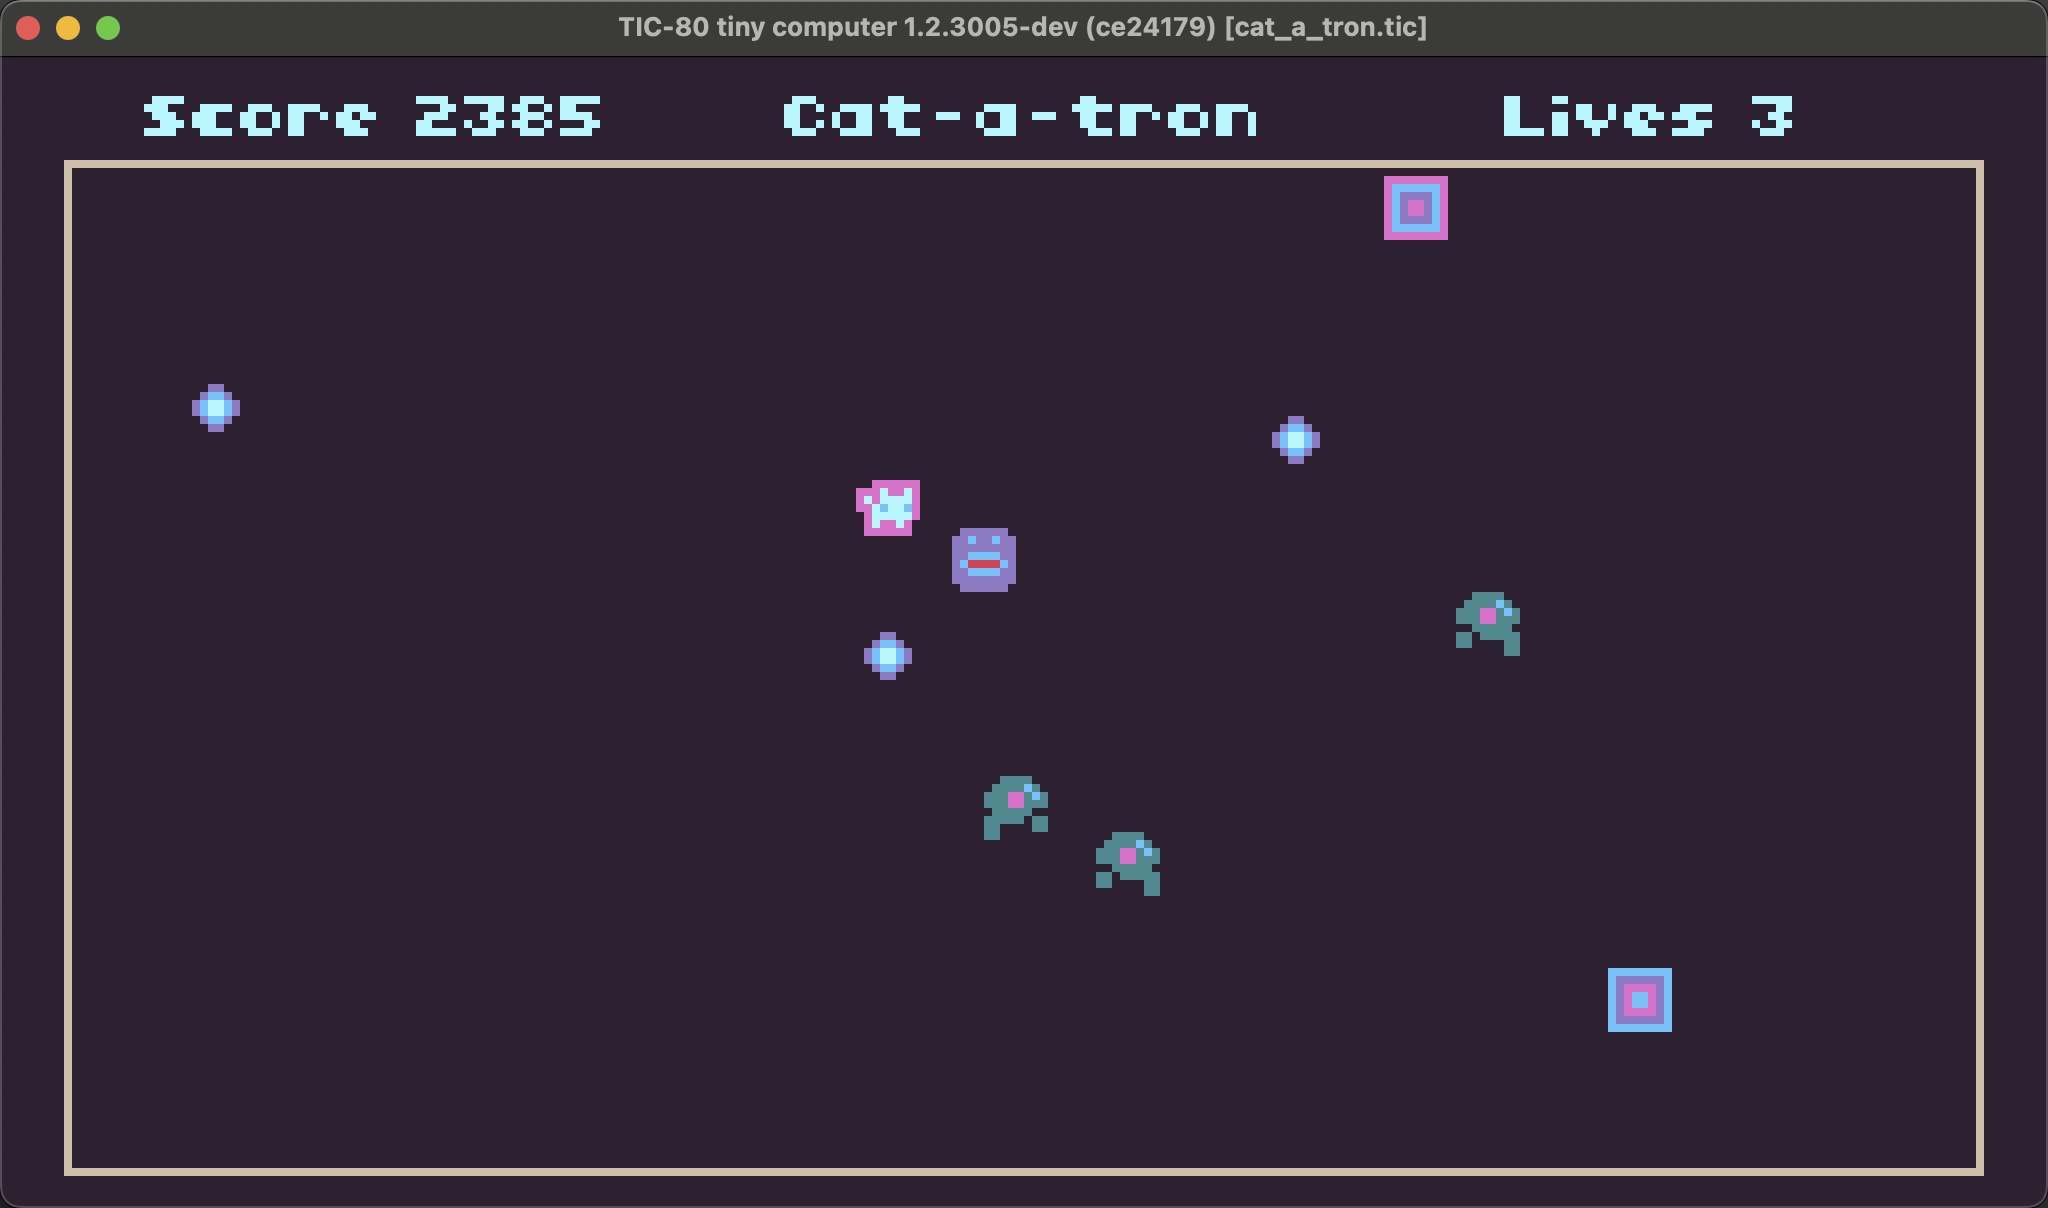 TIC-80 tiny computer 1.2.3005-dev (ce24179) [cat_a_tron.tic]
Score 2385 Cat-a-tron Lives 3